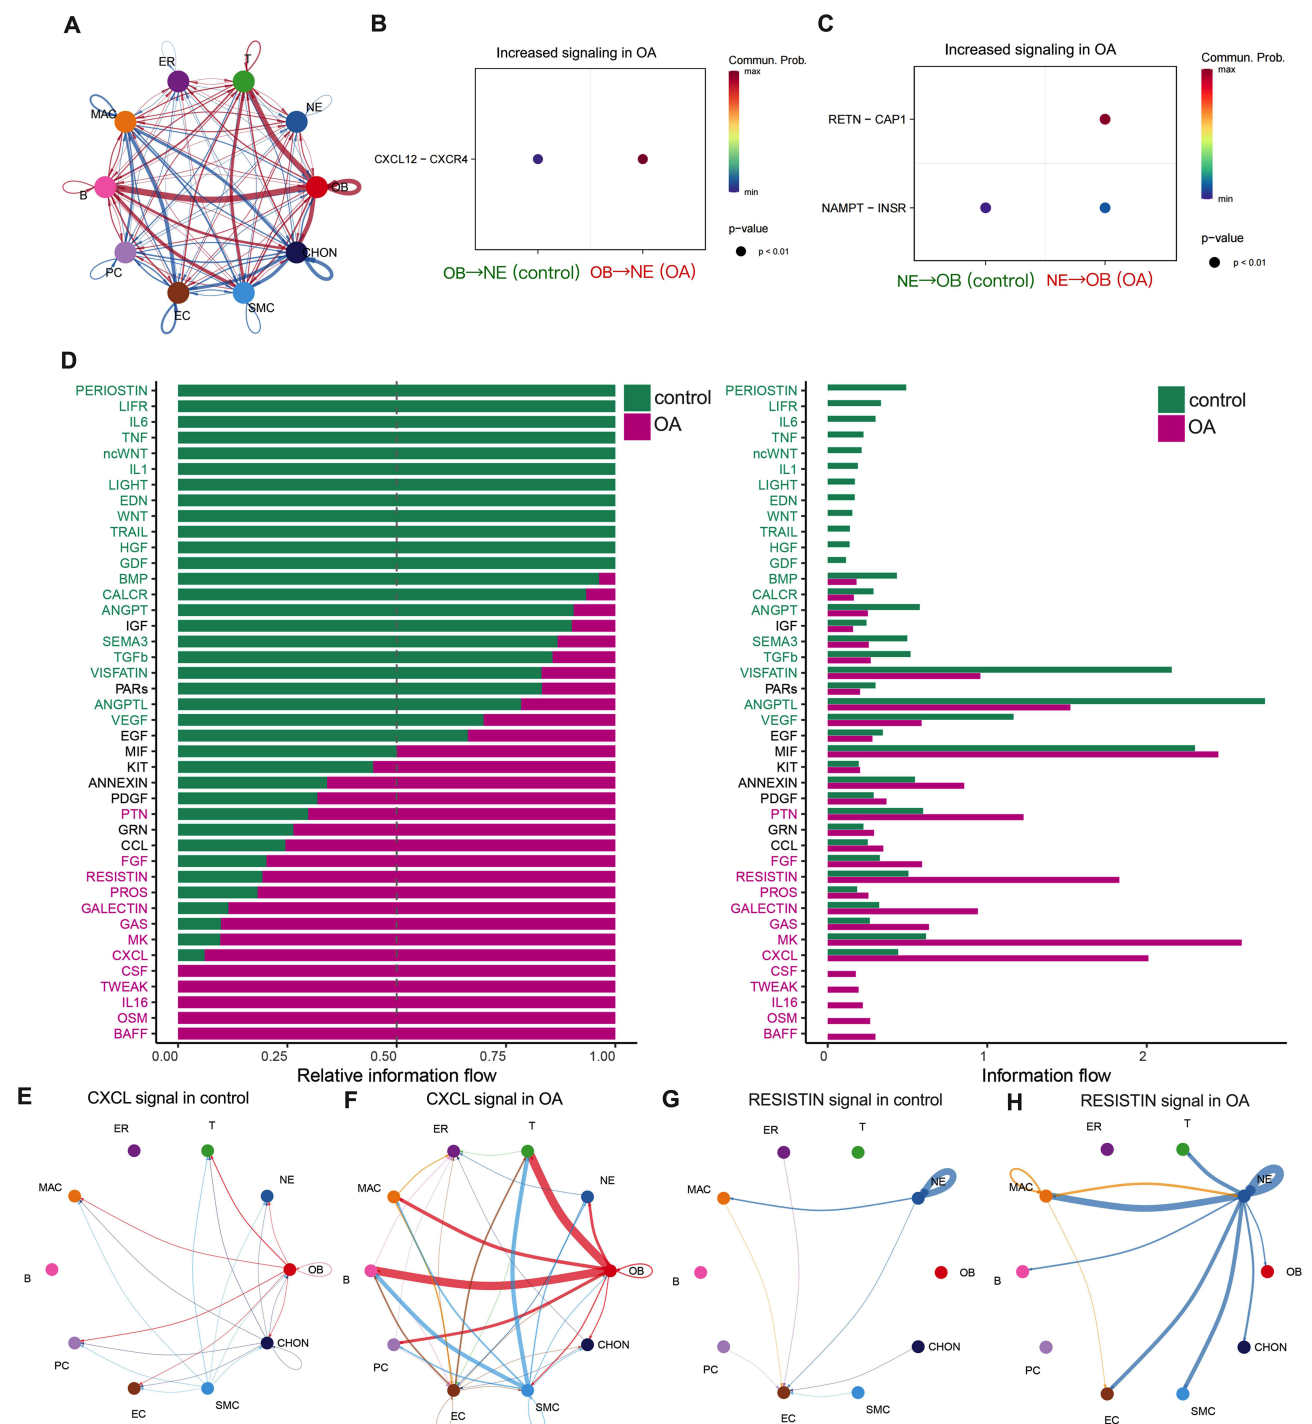 A
ER
T
NE
MAC
OB
B
CHON
PC
EC
SMC
B
Increased signaling in OA
Commun. Prob.
max
min
CXCL12 − CXCR4
p−value
p < 0.01
OB→NE (control) OB→NE (OA)
C
Increased signaling in OA
Commun. Prob.
max
min
RETN − CAP1
NAMPT − INSR
p−value
p < 0.01
NE→OB (control) NE→OB (OA)
D
PERIOSTIN
LIFR
IL6
TNF
ncWNT
IL1
LIGHT
EDN
WNT
TRAIL
HGF
GDF
BMP
CALCR
ANGPT
IGF
SEMA3
TGFb
VISFATIN
PARs
ANGPTL
VEGF
EGF
MIF
KIT
ANNEXIN
PDGF
PTN
GRN
CCL
FGF
RESISTIN
PROS
GALECTIN
GAS
MK
CXCL
CSF
TWEAK
IL16
OSM
BAFF
0.00 0.25 0.50 0.75 1.00
Relative information flow
control
OA
PERIOSTIN
LIFR
IL6
TNF
ncWNT
IL1
LIGHT
EDN
WNT
TRAIL
HGF
GDF
BMP
CALCR
ANGPT
IGF
SEMA3
TGFb
VISFATIN
PARs
ANGPTL
VEGF
EGF
MIF
KIT
ANNEXIN
PDGF
PTN
GRN
CCL
FGF
RESISTIN
PROS
GALECTIN
GAS
MK
CXCL
CSF
TWEAK
IL16
OSM
BAFF
0 1 2
Information flow
control
OA
E
CXCL signal in control
ER
T
MAC
NE
B
OB
PC
CHON
EC
SMC
F
CXCL signal in OA
ER
T
MAC
NE
B
OB
PC
CHON
EC
SMC
G
RESISTIN signal in control
ER
T
MAC
NE
B
OB
PC
CHON
EC
SMC
H
RESISTIN signal in OA
ER
T
MAC
NE
B
OB
PC
CHON
EC
SMC